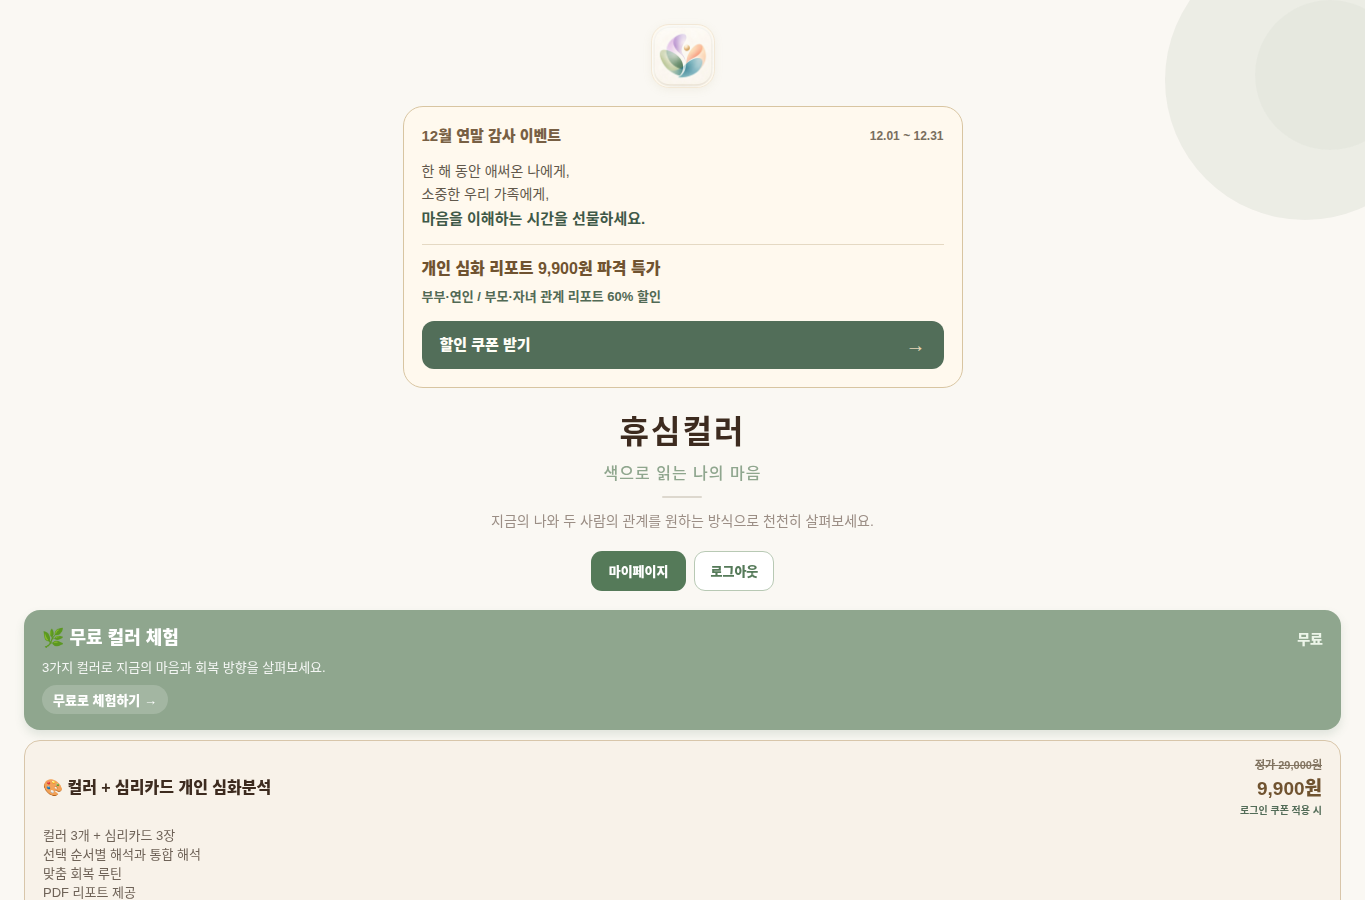 12월 연말 감사 이벤트
12.01 ~ 12.31
한 해 동안 애써온 나에게,
소중한 우리 가족에게,
마음을 이해하는 시간을 선물하세요.
개인 심화 리포트 9,900원 파격 특가
부부·연인 / 부모·자녀 관계 리포트 60% 할인
할인 쿠폰 받기 →
휴심컬러
색으로 읽는 나의 마음
지금의 나와 두 사람의 관계를 원하는 방식으로 천천히 살펴보세요.
마이페이지
로그아웃
🌿 무료 컬러 체험
무료
3가지 컬러로 지금의 마음과 회복 방향을 살펴보세요.
무료로 체험하기 →
정가 29,000원
🎨 컬러 + 심리카드 개인 심화분석
9,900원
로그인 쿠폰 적용 시
컬러 3개 + 심리카드 3장
선택 순서별 해석과 통합 해석
맞춤 회복 루틴
PDF 리포트 제공